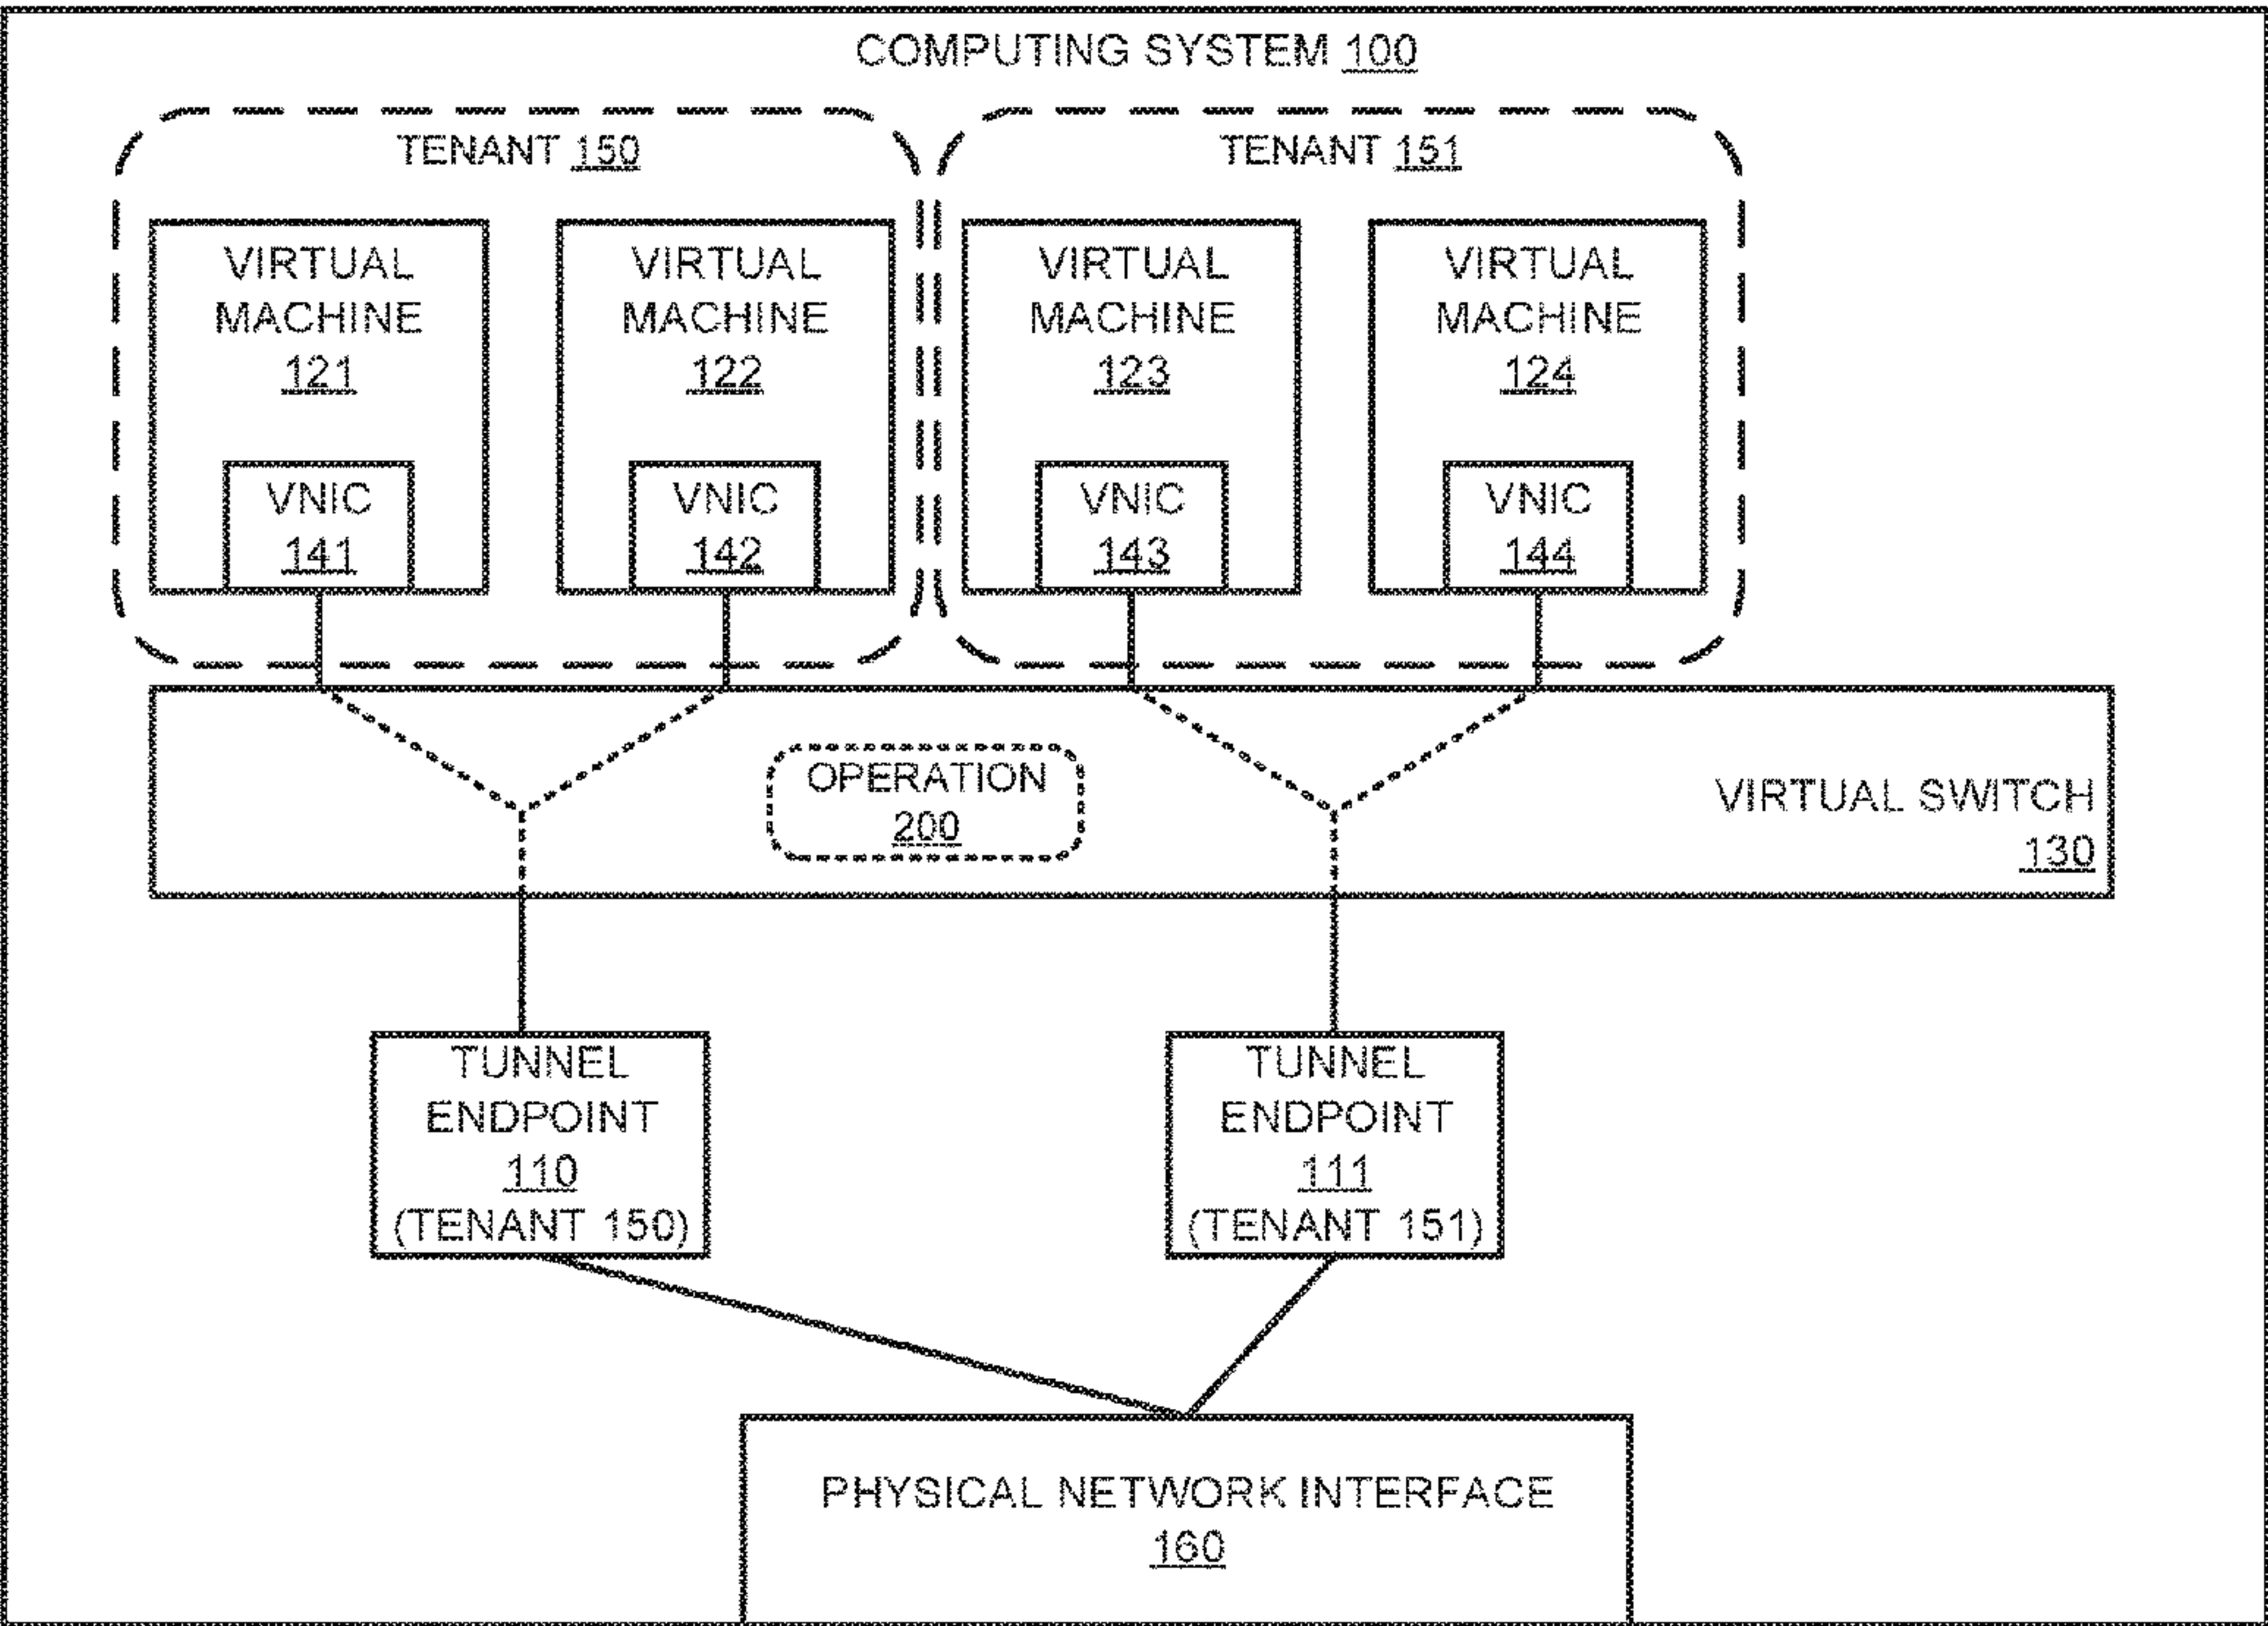 COMPUTING SYSTEM 100
TENANT 150
TENANT 151
VIRTUAL
MACHINE
121
VNIC
141
VIRTUAL
MACHINE
122
VNIC
142
VIRTUAL
MACHINE
123
VNIC
143
VIRTUAL
MACHINE
124
VNIC
144
OPERATION
200
VIRTUAL SWITCH
130
TUNNEL
ENDPOINT
110
(TENANT 150)
TUNNEL
ENDPOINT
111
(TENANT 151)
PHYSICAL NETWORK INTERFACE
160